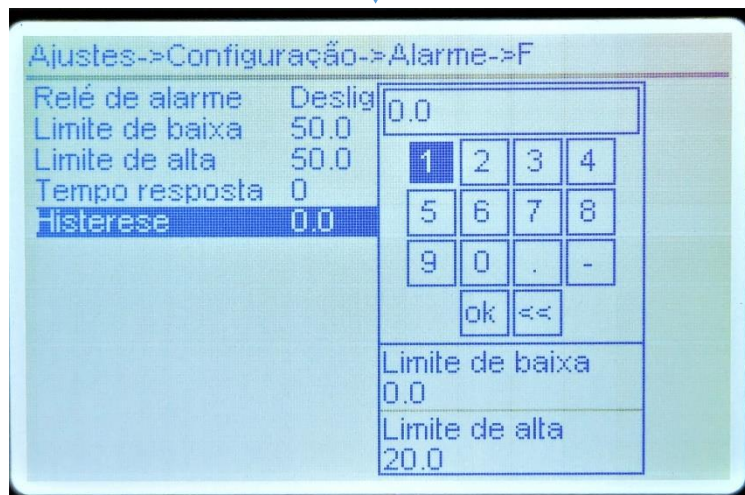 Ajustes->Configuração->Alarme->F
Relé de alarme Deslig
Limite de baixa 50.0
Limite de alta 50.0
Tempo resposta 0
Histerese 0.0
0.0
1 2 3 4
5 6 7 8
9 0 . -
ok <<
Limite de baixa
0.0
Limite de alta
20.0